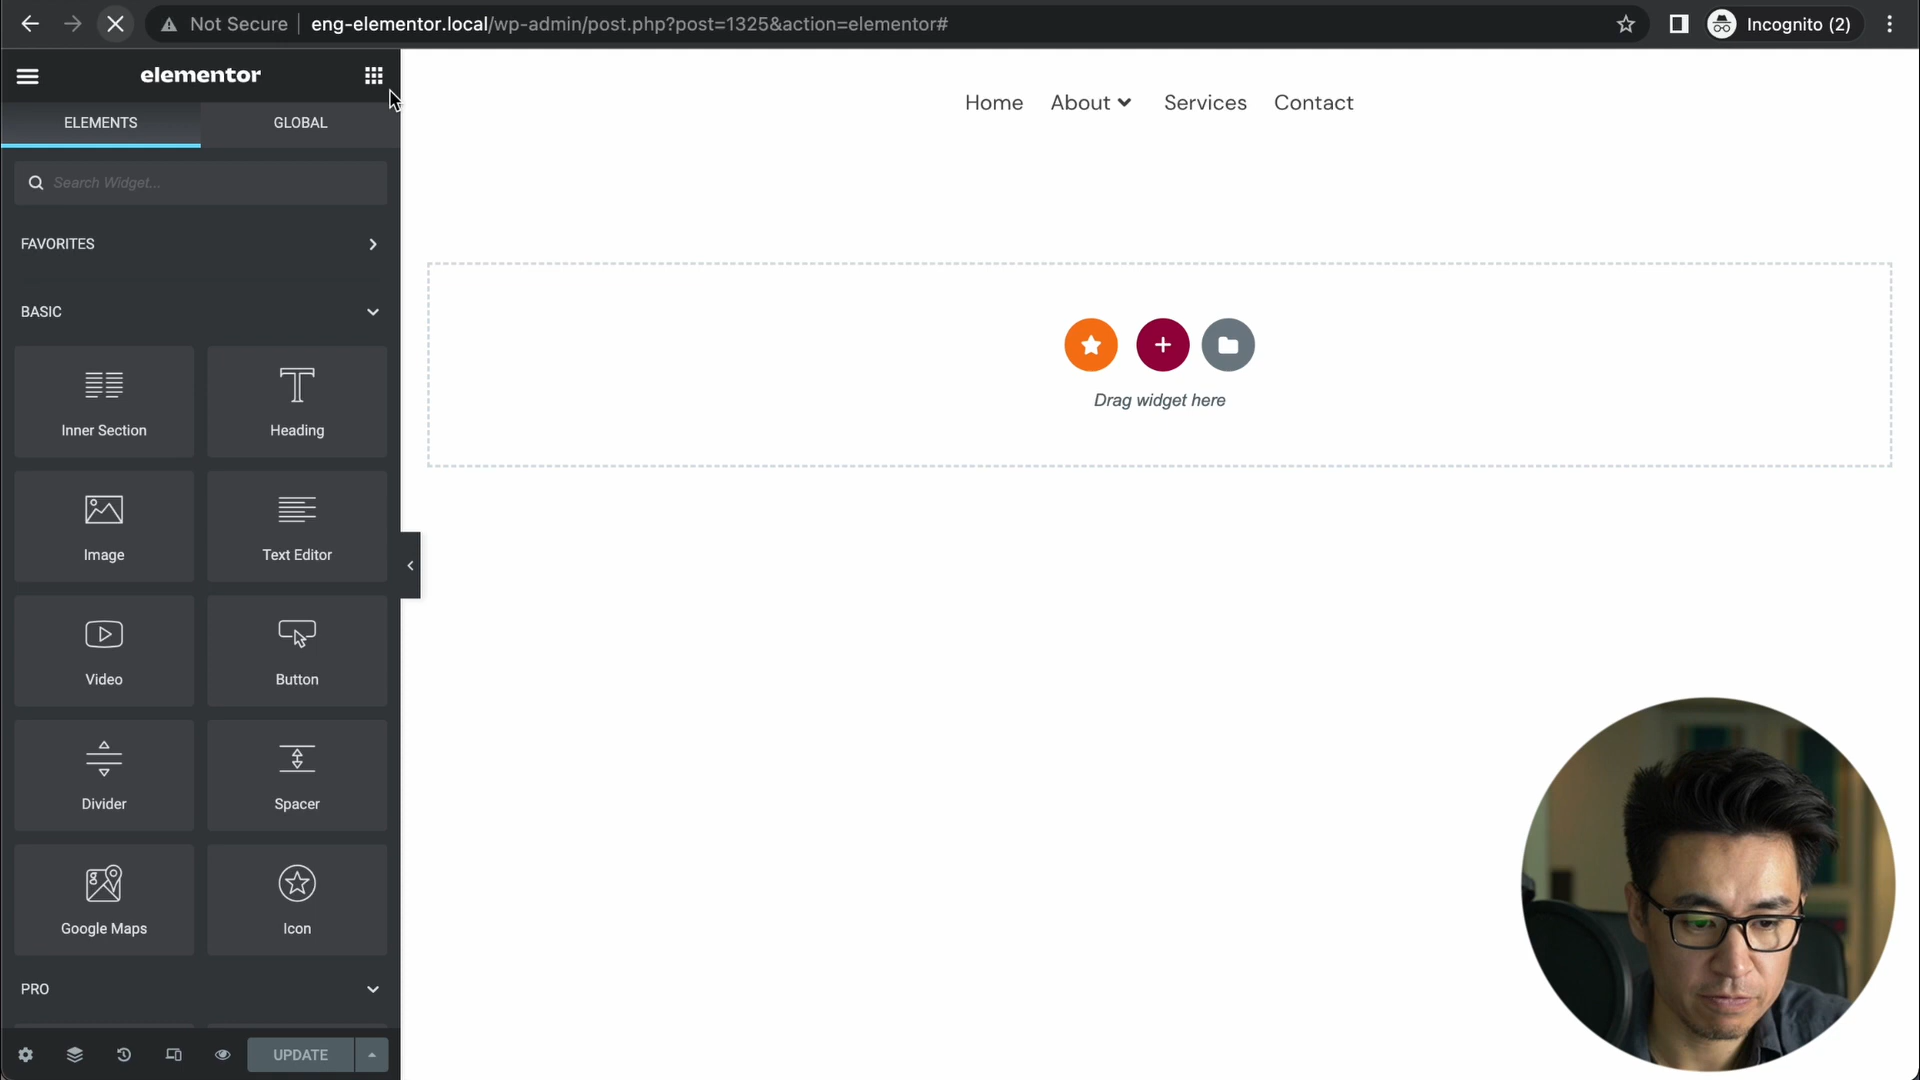 Not Secure
eng-elementor.local/wp-admin/post.php?post=1325&action=elementor#
Incognito (2)
elementor
ELEMENTS
GLOBAL
Search Widget...
FAVORITES
BASIC
Inner Section
Heading
Image
Text Editor
Video
Button
Divider
Spacer
Google Maps
Icon
PRO
UPDATE
Home
About
Services
Contact
Drag widget here